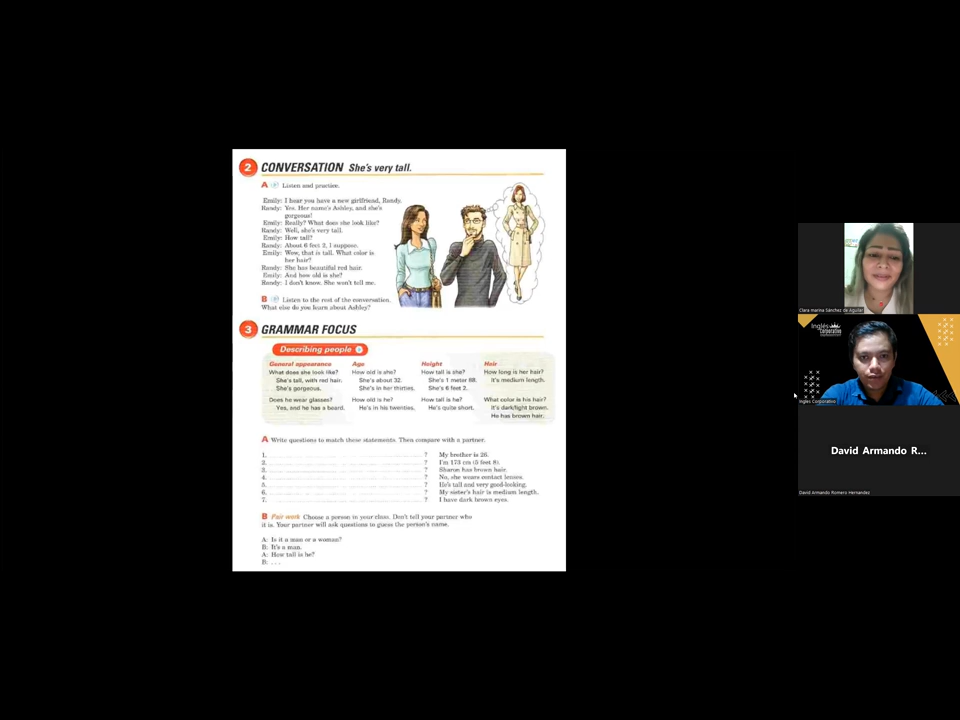 2 CONVERSATION She's very tall.
A Listen and practice.
Emily: I hear you have a new girlfriend, Randy.
Randy: Yes. Her name's Ashley, and she's
gorgeous!
Emily: Really? What does she look like?
Randy: Well, she's very tall.
Emily: How tall?
Randy: About 6 feet 2, I suppose.
Emily: Wow, that is tall. What color is
her hair?
Randy: She has beautiful red hair.
Emily: And how old is she?
Randy: I don't know. She won't tell me.
B Listen to the rest of the conversation.
What else do you learn about Ashley?
3 GRAMMAR FOCUS
Describing people
General appearance Age Height Hair
What does she look like? How old is she? How tall is she? How long is her hair?
She's tall, with red hair. She's about 32. She's 1 meter 88. It's medium length.
She's gorgeous. She's in her thirties. She's 6 feet 2.
Does he wear glasses? How old is he? How tall is he? What color is his hair?
Yes, and he has a beard. He's in his twenties. He's quite short. It's dark/light brown.
He has brown hair.
A Write questions to match these statements. Then compare with a partner.
1. ? My brother is 26.
2. ? I'm 173 cm (5 feet 8).
3. ? Sharon has brown hair.
4. ? No, she wears contact lenses.
5. ? He's tall and very good-looking.
6. ? My sister's hair is medium length.
7. ? I have dark brown eyes.
B Pair work Choose a person in your class. Don't tell your partner who
it is. Your partner will ask questions to guess the person's name.
A: Is it a man or a woman?
B: It's a man.
A: How tall is he?
B: . . .
Clara marina Sánchez de Aguilar
Inglés
Corporativo
Inglés Corporativo
David Armando R...
David Armando Romero Hernandes